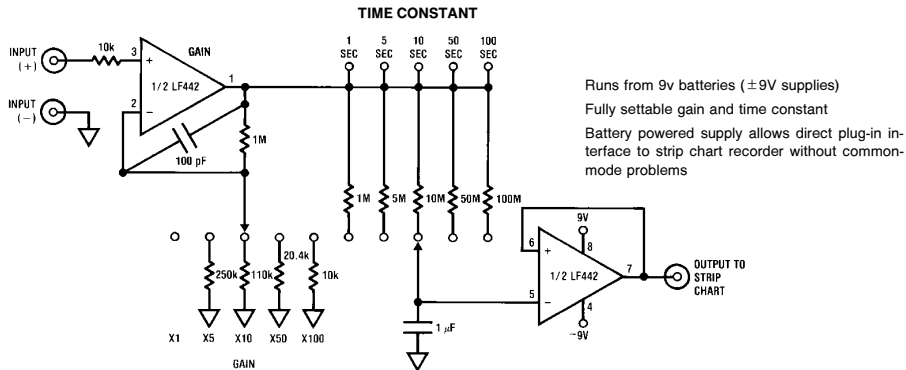 TIME CONSTANT
1 SEC
5 SEC
10 SEC
50 SEC
100 SEC
INPUT (+)
10k
3
+
GAIN
1/2 LF442
1
INPUT (−)
2
−
100 pF
1M
Runs from 9v batteries (±9V supplies)
Fully settable gain and time constant
Battery powered supply allows direct plug-in in-
terface to strip chart recorder without common-
mode problems
1M
5M
10M
50M
100M
250k
110k
20.4k
10k
X1
X5
X10
X50
X100
GAIN
1 μF
9V
8
6
+
1/2 LF442
7
5
−
4
−9V
OUTPUT TO
STRIP
CHART